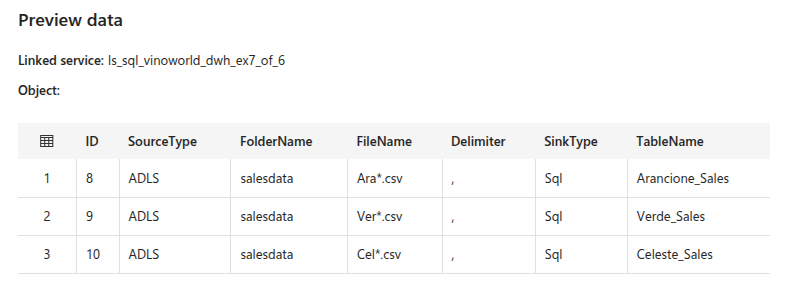 Preview data
Linked service: ls_sql_vinoworld_dwh_ex7_of_6
Object:
ID SourceType FolderName FileName Delimiter SinkType TableName
1 8 ADLS salesdata Ara*.csv , Sql Arancione_Sales
2 9 ADLS salesdata Ver*.csv , Sql Verde_Sales
3 10 ADLS salesdata Cel*.csv , Sql Celeste_Sales